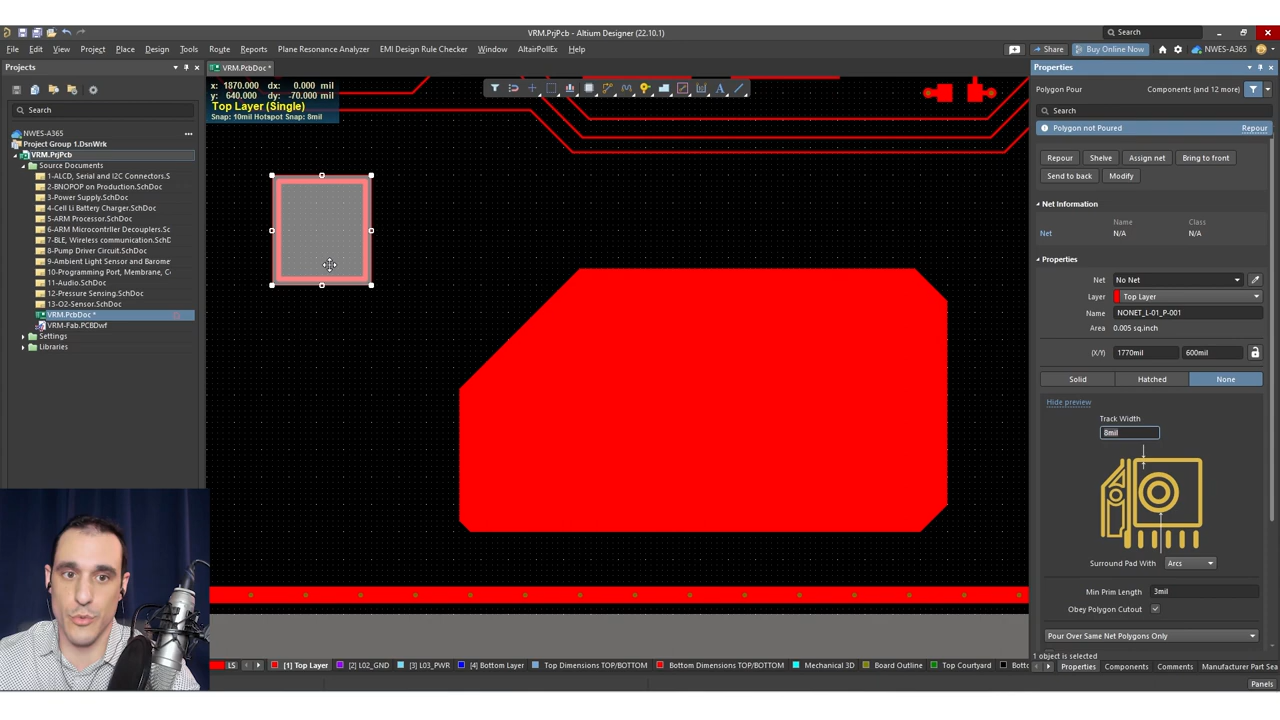 VRM.PrjPcb - Altium Designer (22.10.1)
Search
File Edit View Project Place Design Tools Route Reports Plane Resonance Analyzer EMI Design Rule Checker Window AltairPollEx Help
Share Buy Online Now NWES-A365
Projects
VRM.PcbDoc *
Properties
x: 1870.000 dx: 0.000 mil
y: 640.000 dy: -70.000 mil
Top Layer (Single)
Snap: 10mil Hotspot Snap: 8mil
Search
NWES-A365
Project Group 1.DsnWrk
VRM.PrjPcb
Source Documents
1-ALCD, Serial and I2C Connectors.S
2-BNOPOP on Production.SchDoc
3-Power Supply.SchDoc
4-Cell Li Battery Charger.SchDoc
5-ARM Processor.SchDoc
6-ARM Microcontrller Decouplers.Sc
7-BLE, Wireless communication.SchD
8-Pump Driver Circuit.SchDoc
9-Ambient Light Sensor and Barome
10-Programming Port, Membrane, C
11-Audio.SchDoc
12-Pressure Sensing.SchDoc
13-O2-Sensor.SchDoc
VRM.PcbDoc *
VRM-Fab.PCBDwf
Settings
Libraries
Polygon Pour Components (and 12 more)
Search
Polygon not Poured Repour
Repour Shelve Assign net Bring to front
Send to back Modify
Net Information
Name Class
Net N/A N/A
Properties
Net No Net
Layer Top Layer
Name NONET_L-01_P-001
Area 0.005 sq.inch
(X/Y) 1770mil 600mil
Solid Hatched None
Hide preview
Track Width
8mil
Surround Pad With Arcs
Min Prim Length 3mil
Obey Polygon Cutout
Pour Over Same Net Polygons Only
1 object is selected
LS [1] Top Layer [2] L02_GND [3] L03_PWR [4] Bottom Layer Top Dimensions TOP/BOTTOM Bottom Dimensions TOP/BOTTOM Mechanical 3D Board Outline Top Courtyard Bott
Properties Components Comments Manufacturer Part Sea
Panels